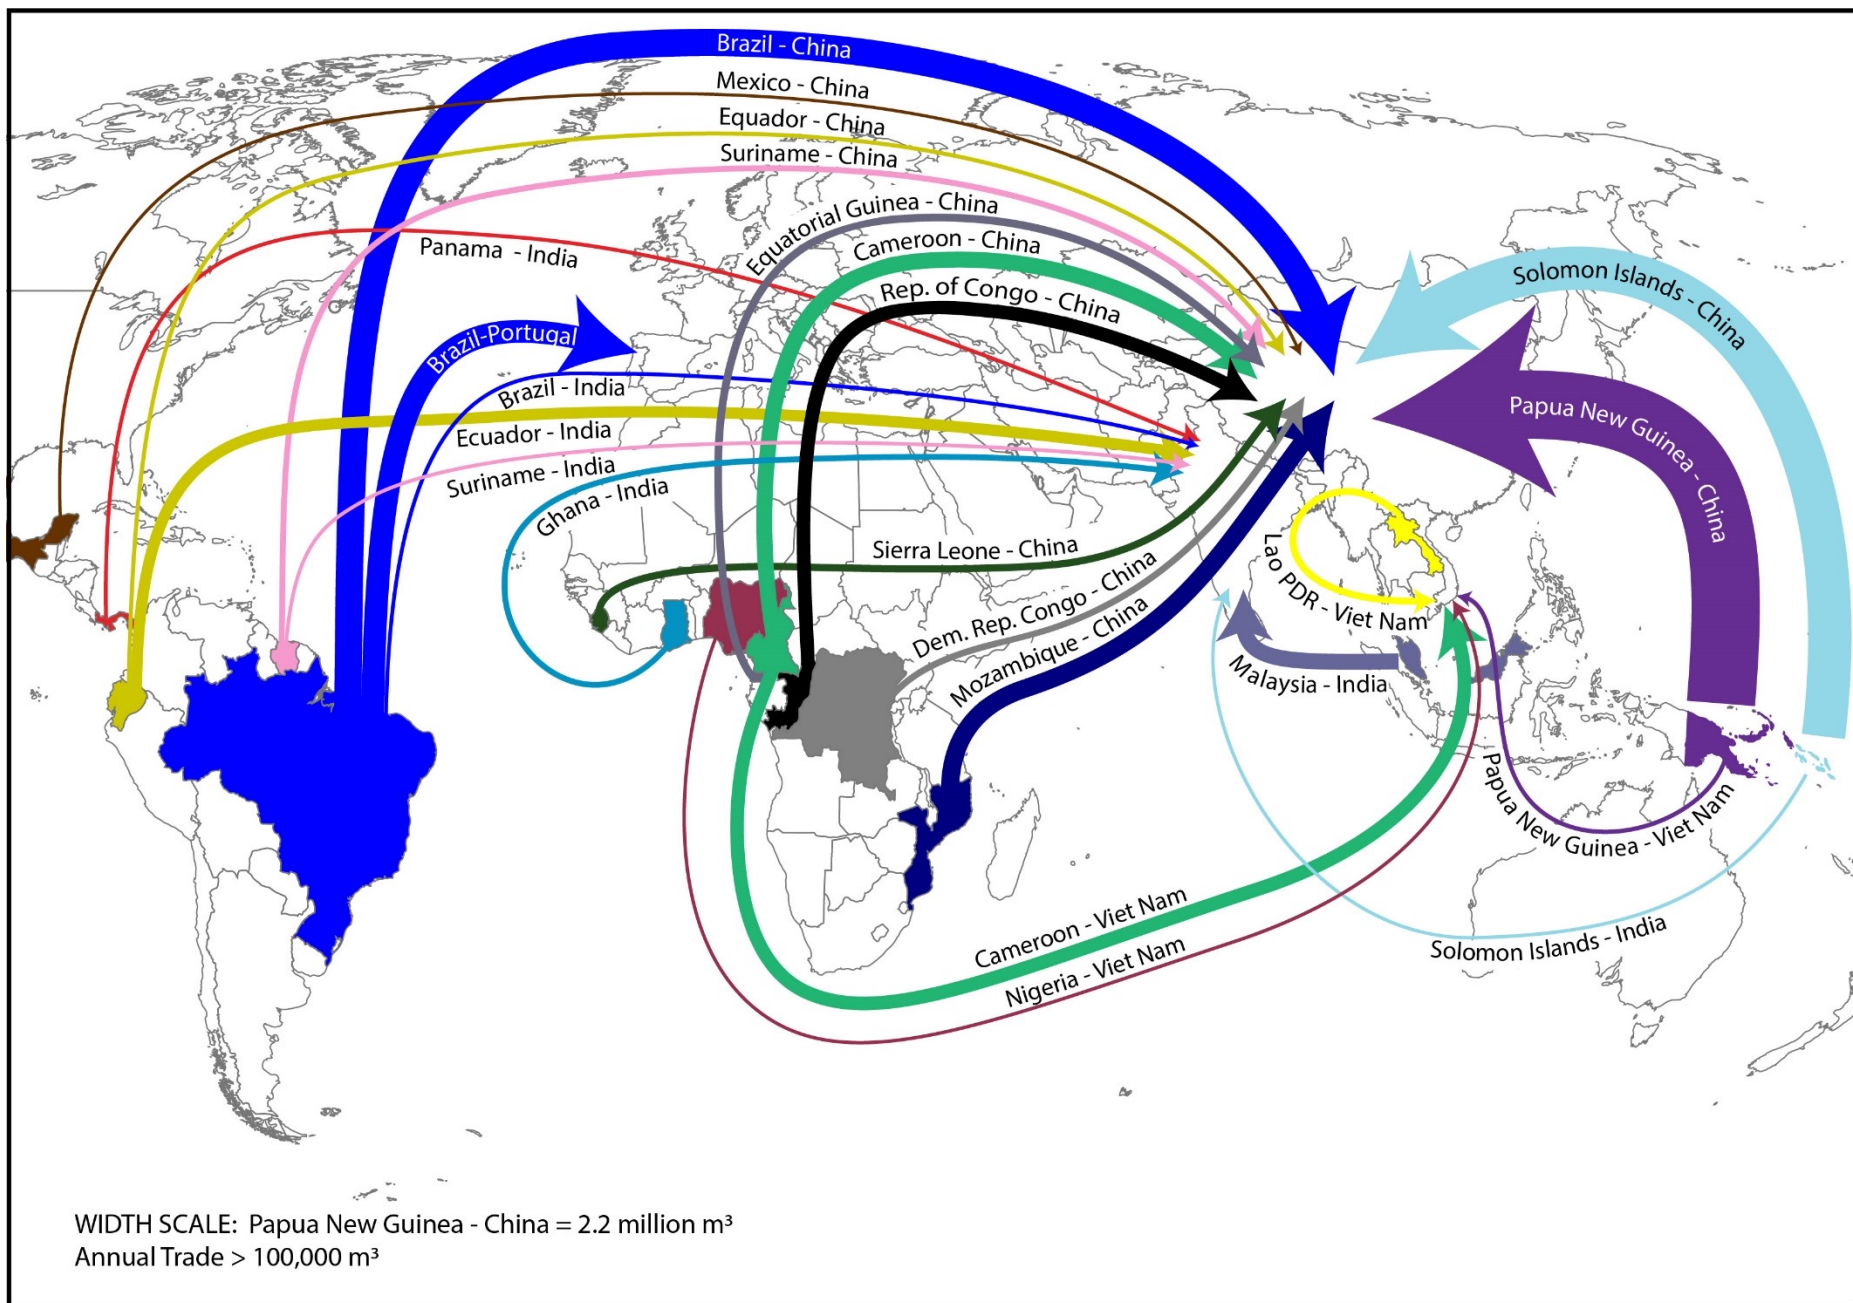 Brazil - China
Mexico - China
Equador - China
Suriname - China
Equatorial Guinea - China
Cameroon - China
Rep. of Congo - China
Panama - India
Solomon Islands - China
Brazil-Portugal
Brazil - India
Papua New Guinea - China
Ecuador - India
Suriname - India
Ghana - India
Sierra Leone - China
Dem. Rep. Congo - China
Mozambique - China
Lao PDR - Viet Nam
Malaysia - India
Papua New Guinea - Viet Nam
Cameroon - Viet Nam
Nigeria - Viet Nam
Solomon Islands - India
WIDTH SCALE: Papua New Guinea - China = 2.2 million m³
Annual Trade > 100,000 m³